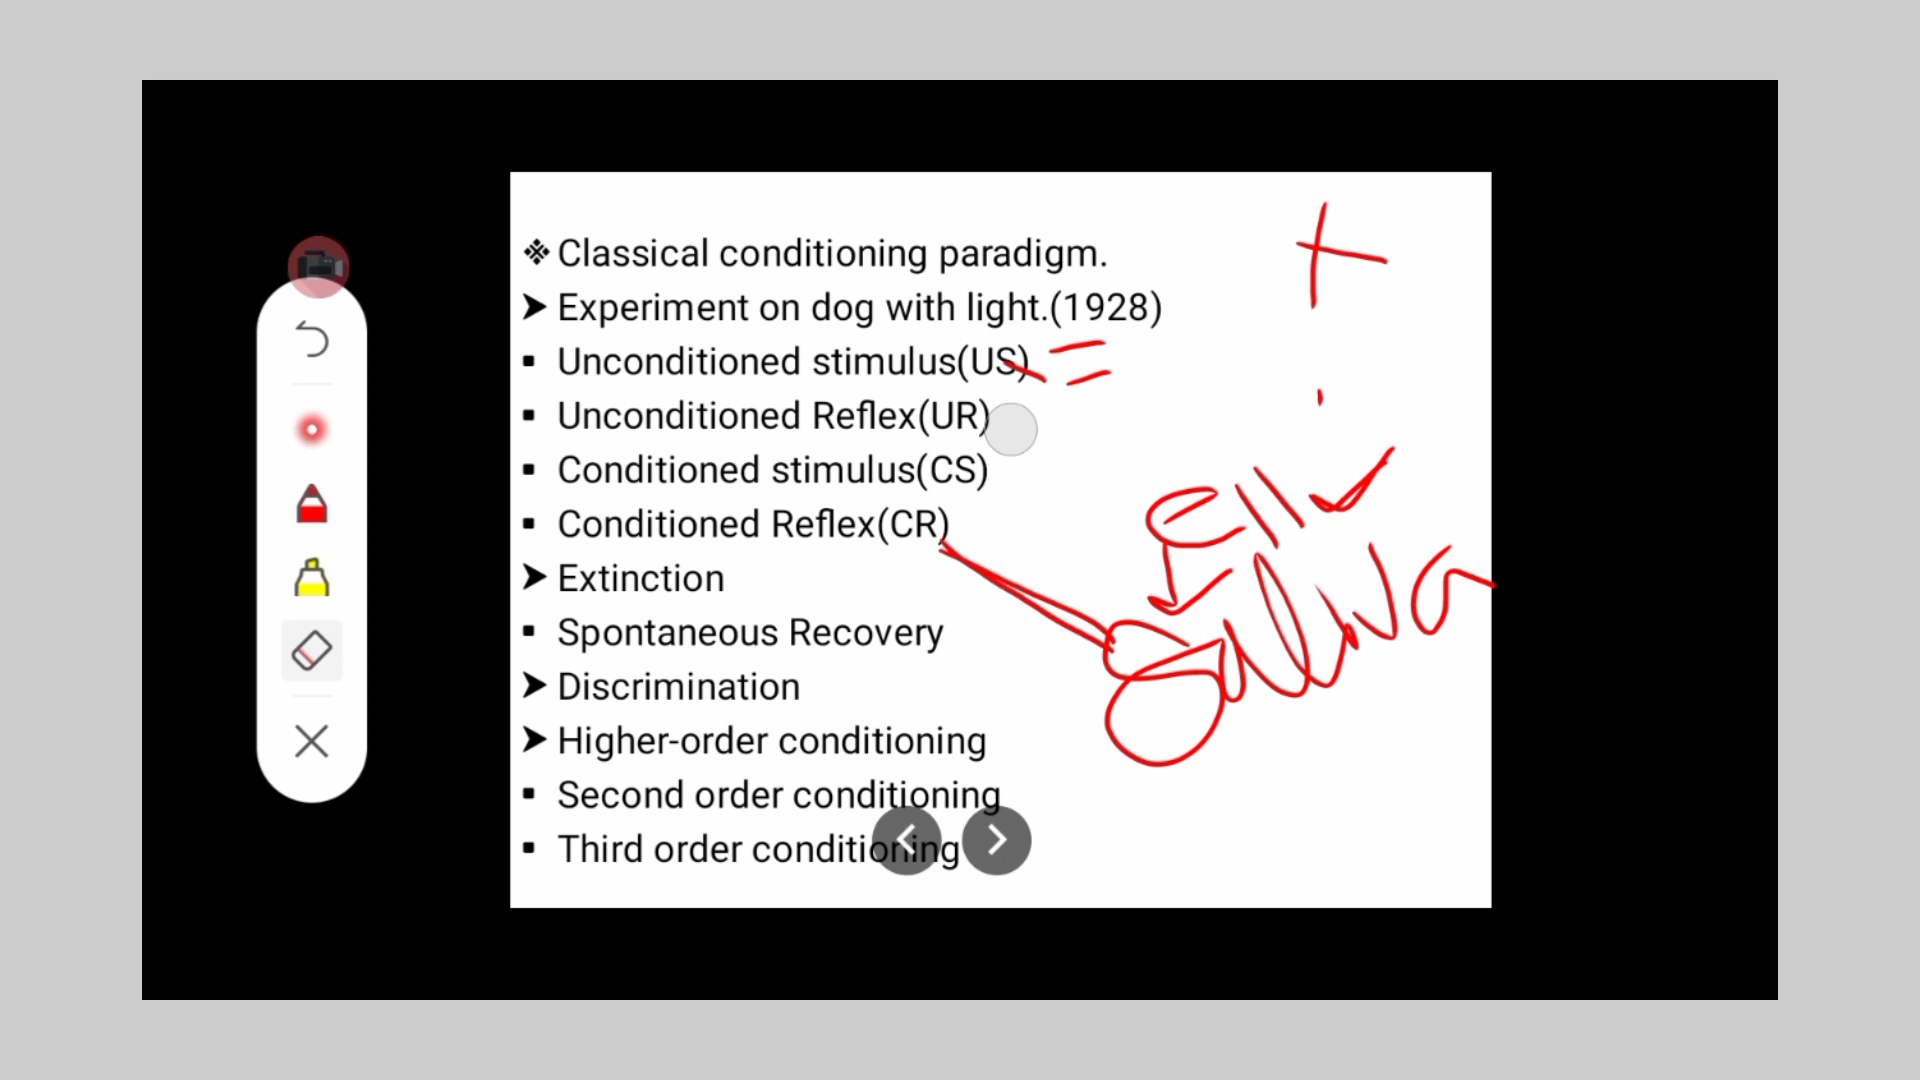 ❖ Classical conditioning paradigm.
➤ Experiment on dog with light.(1928)
▪ Unconditioned stimulus(US)
▪ Unconditioned Reflex(UR)
▪ Conditioned stimulus(CS)
▪ Conditioned Reflex(CR)
➤ Extinction
▪ Spontaneous Recovery
➤ Discrimination
➤ Higher-order conditioning
▪ Second order conditioning
▪ Third order conditioning